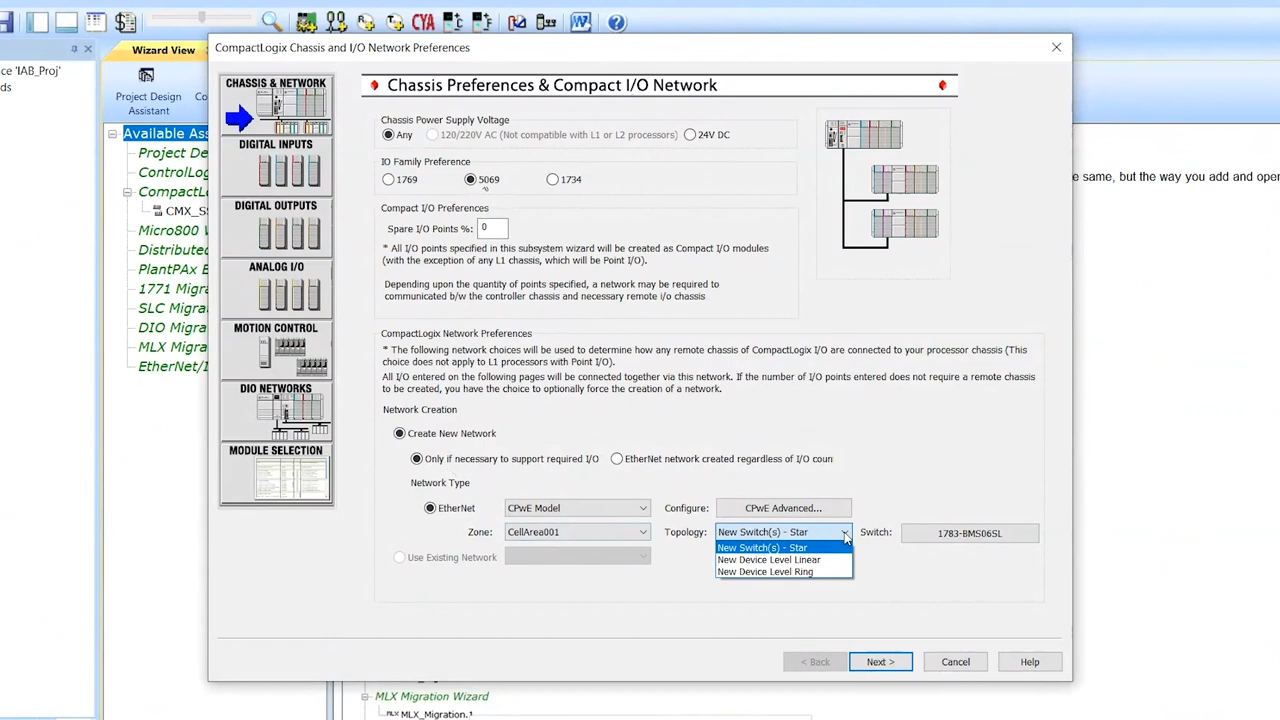 CYA
CompactLogix Chassis and I/O Network Preferences
Wizard View
ce 'IAB_Proj'
ds
Project Design
Assistant
Available Ass
Project De
ControlLog
CompactLo
CMX_SS
Micro800 W
Distributed
PlantPAx E
1771 Migra
SLC Migra
DIO Migra
MLX Migra
EtherNet/I
CHASSIS & NETWORK
DIGITAL INPUTS
DIGITAL OUTPUTS
ANALOG I/O
MOTION CONTROL
DIO NETWORKS
MODULE SELECTION
Chassis Preferences & Compact I/O Network
Chassis Power Supply Voltage
Any 120/220V AC (Not compatible with L1 or L2 processors) 24V DC
IO Family Preference
1769 5069 1734
Compact I/O Preferences
Spare I/O Points %: 0
* All I/O points specified in this subsystem wizard will be created as Compact I/O modules
(with the exception of any L1 chassis, which will be Point I/O).
Depending upon the quantity of points specified, a network may be required to
communicated b/w the controller chassis and necessary remote i/o chassis
CompactLogix Network Preferences
* The following network choices will be used to determine how any remote chassis of CompactLogix I/O are connected to your processor chassis (This
choice does not apply to L1 processors with Point I/O).
All I/O entered on the following pages will be connected together via this network. If the number of I/O points entered does not require a remote chassis
to be created, you have the choice to optionally force the creation of a network.
Network Creation
Create New Network
Only if necessary to support required I/O EtherNet network created regardless of I/O coun
Network Type
EtherNet CPwE Model Configure: CPwE Advanced...
Zone: CellArea001 Topology: New Switch(s) - Star Switch: 1783-BMS06SL
New Switch(s) - Star
New Device Level Linear
New Device Level Ring
Use Existing Network
< Back Next > Cancel Help
e same, but the way you add and oper
MLX Migration Wizard
MLX MLX_Migration.1